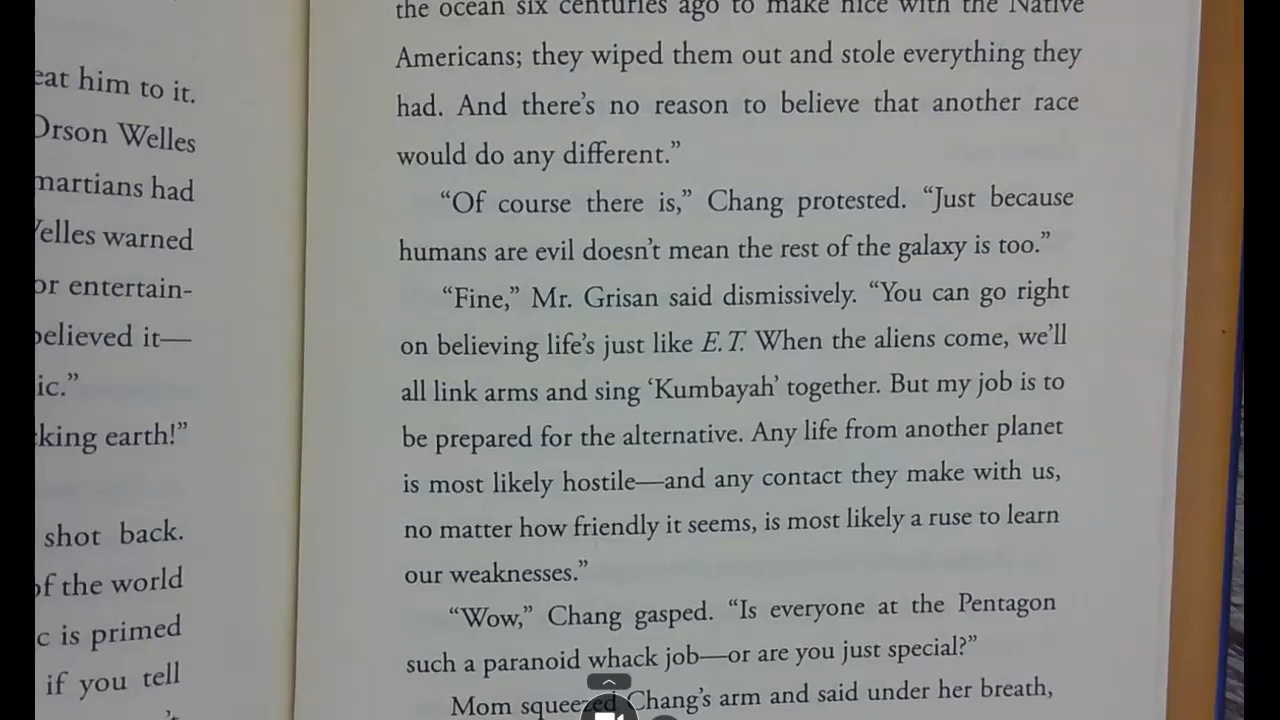 eat him to it.
Orson Welles
martians had
Welles warned
or entertain-
believed it—
ic.”
king earth!”
shot back.
of the world
c is primed
if you tell
the ocean six centuries ago to make nice with the Native
Americans; they wiped them out and stole everything they
had. And there’s no reason to believe that another race
would do any different.”
“Of course there is,” Chang protested. “Just because
humans are evil doesn’t mean the rest of the galaxy is too.”
“Fine,” Mr. Grisan said dismissively. “You can go right
on believing life’s just like E.T. When the aliens come, we’ll
all link arms and sing ‘Kumbayah’ together. But my job is to
be prepared for the alternative. Any life from another planet
is most likely hostile—and any contact they make with us,
no matter how friendly it seems, is most likely a ruse to learn
our weaknesses.”
“Wow,” Chang gasped. “Is everyone at the Pentagon
such a paranoid whack job—or are you just special?”
Mom squeezed Chang’s arm and said under her breath,